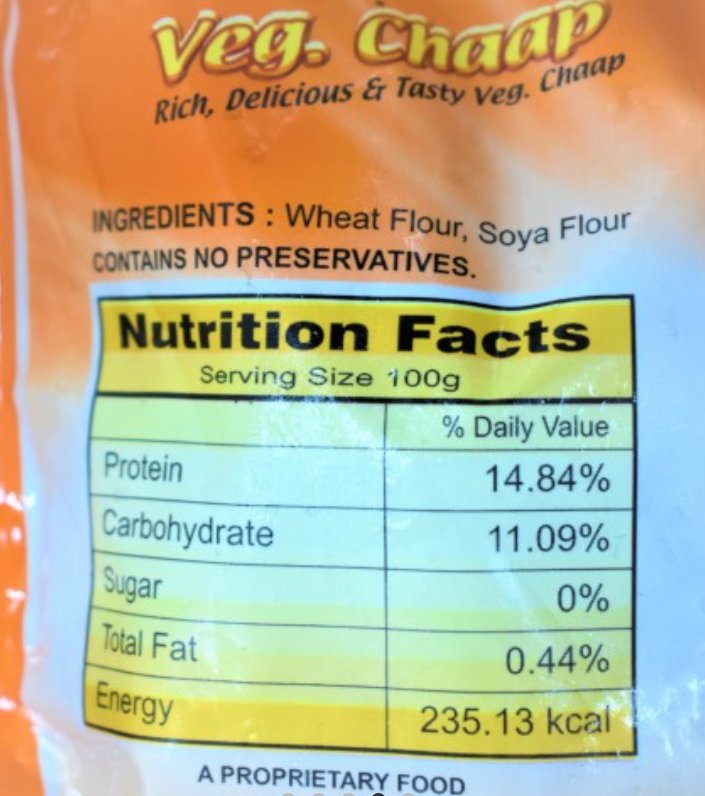 Veg. Chaap
Rich, Delicious & Tasty Veg. Chaap
INGREDIENTS : Wheat Flour, Soya Flour
CONTAINS NO PRESERVATIVES.
Nutrition Facts
Serving Size 100g
% Daily Value
Protein 14.84%
Carbohydrate 11.09%
Sugar 0%
Total Fat 0.44%
Energy 235.13 kcal
A PROPRIETARY FOOD